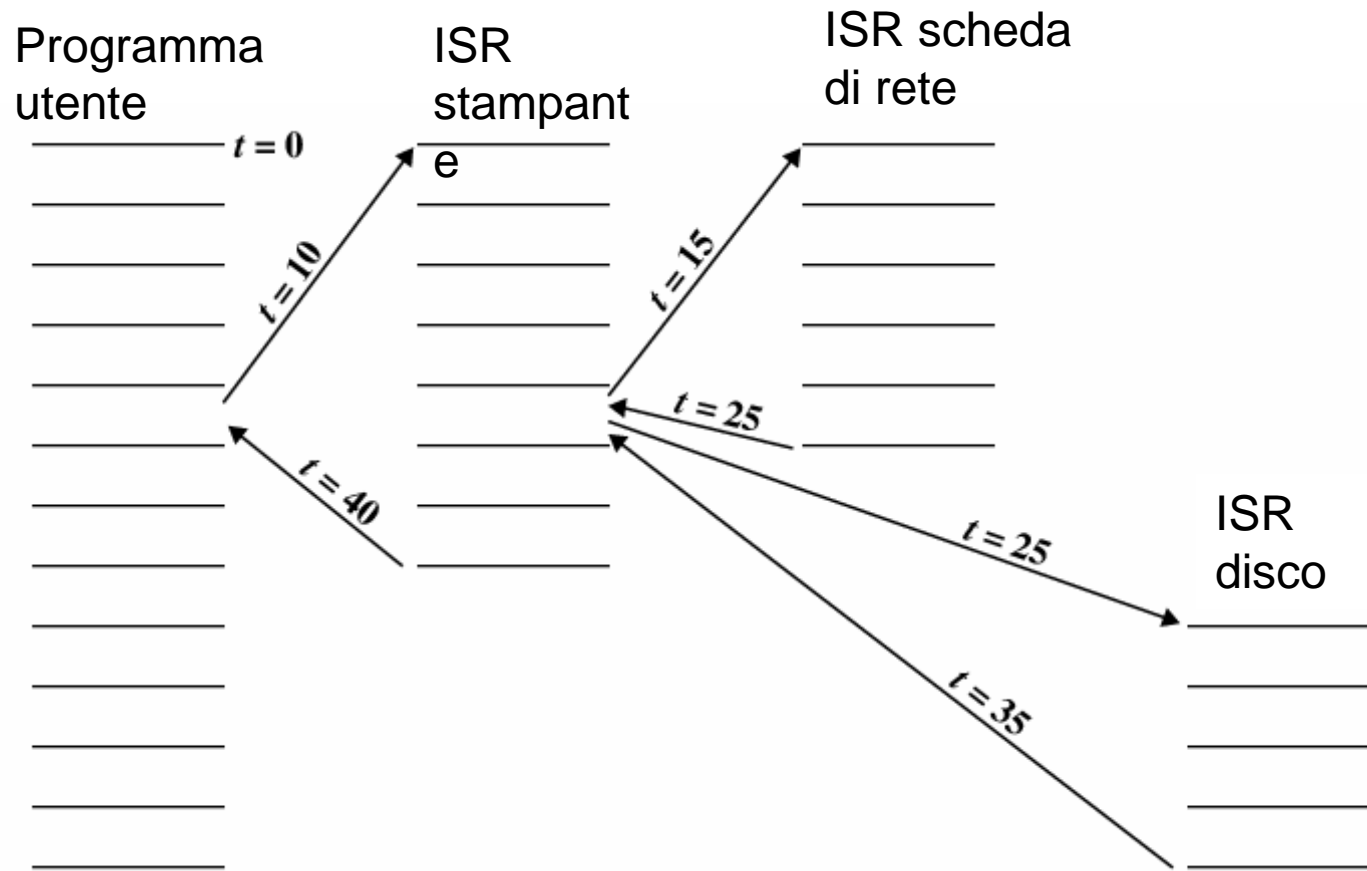 Programma
utente
ISR
stampant
e
ISR scheda
di rete
t = 0
t = 10
t = 15
t = 25
t = 40
t = 25
ISR
disco
t = 35